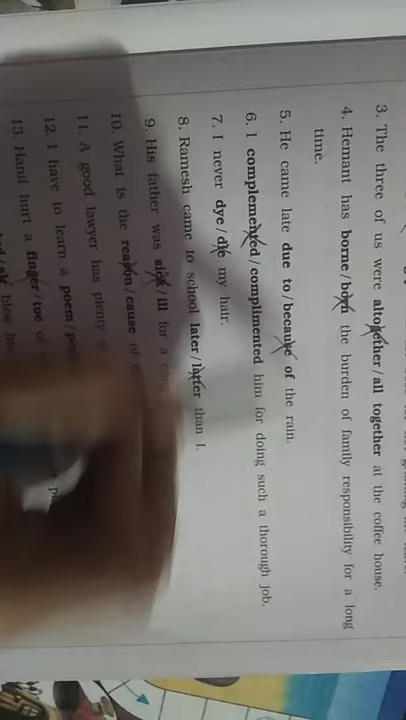 3. The three of us were altogether/all together at the coffee house.
4. Hemant has borne/born the burden of family responsibility for a long
time.
5. He came late due to/because of the rain.
6. I complemented/complimented him for doing such a thorough job.
7. I never dye/die my hair.
8. Ramesh came to school later/latter than I.
9. His father was sick/ill for a
10. What is the reason/cause of
11. A good lawyer has plenty
12. I have to learn a poem/
13. Hanif hurt a finger/toe of
blew